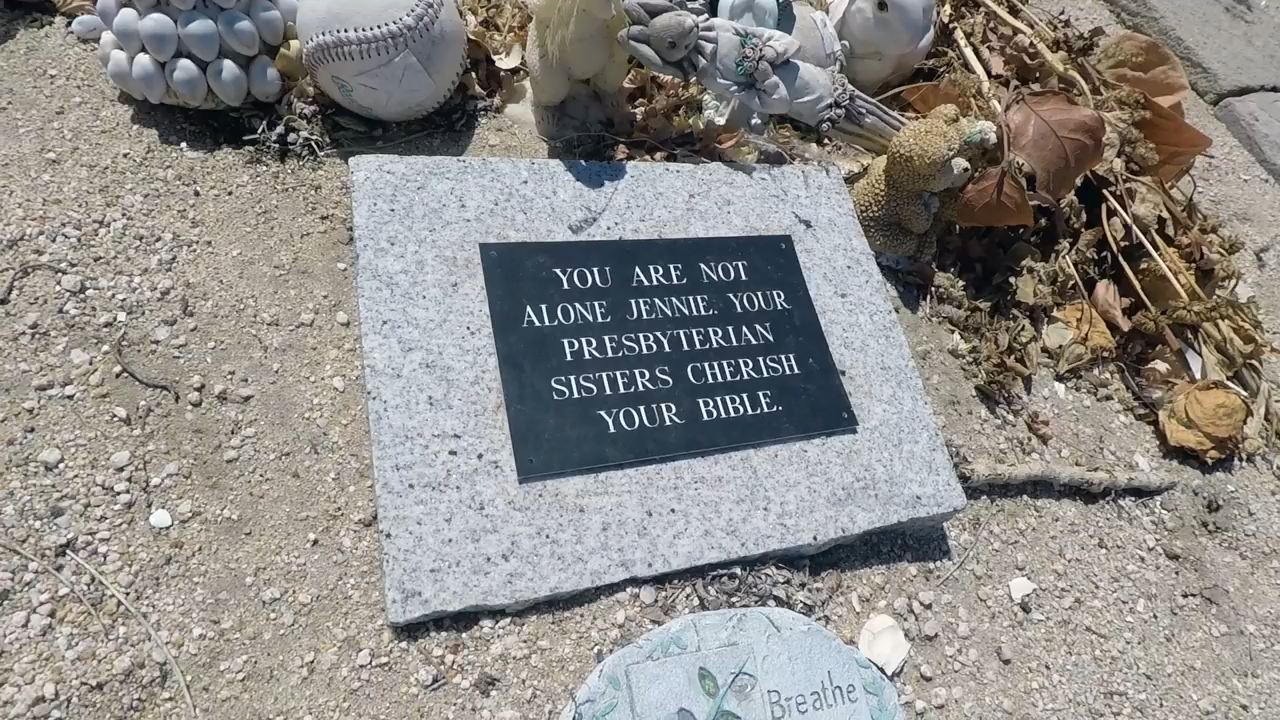 YOU ARE NOT
ALONE JENNIE. YOUR
PRESBYTERIAN
SISTERS CHERISH
YOUR BIBLE.
Breathe